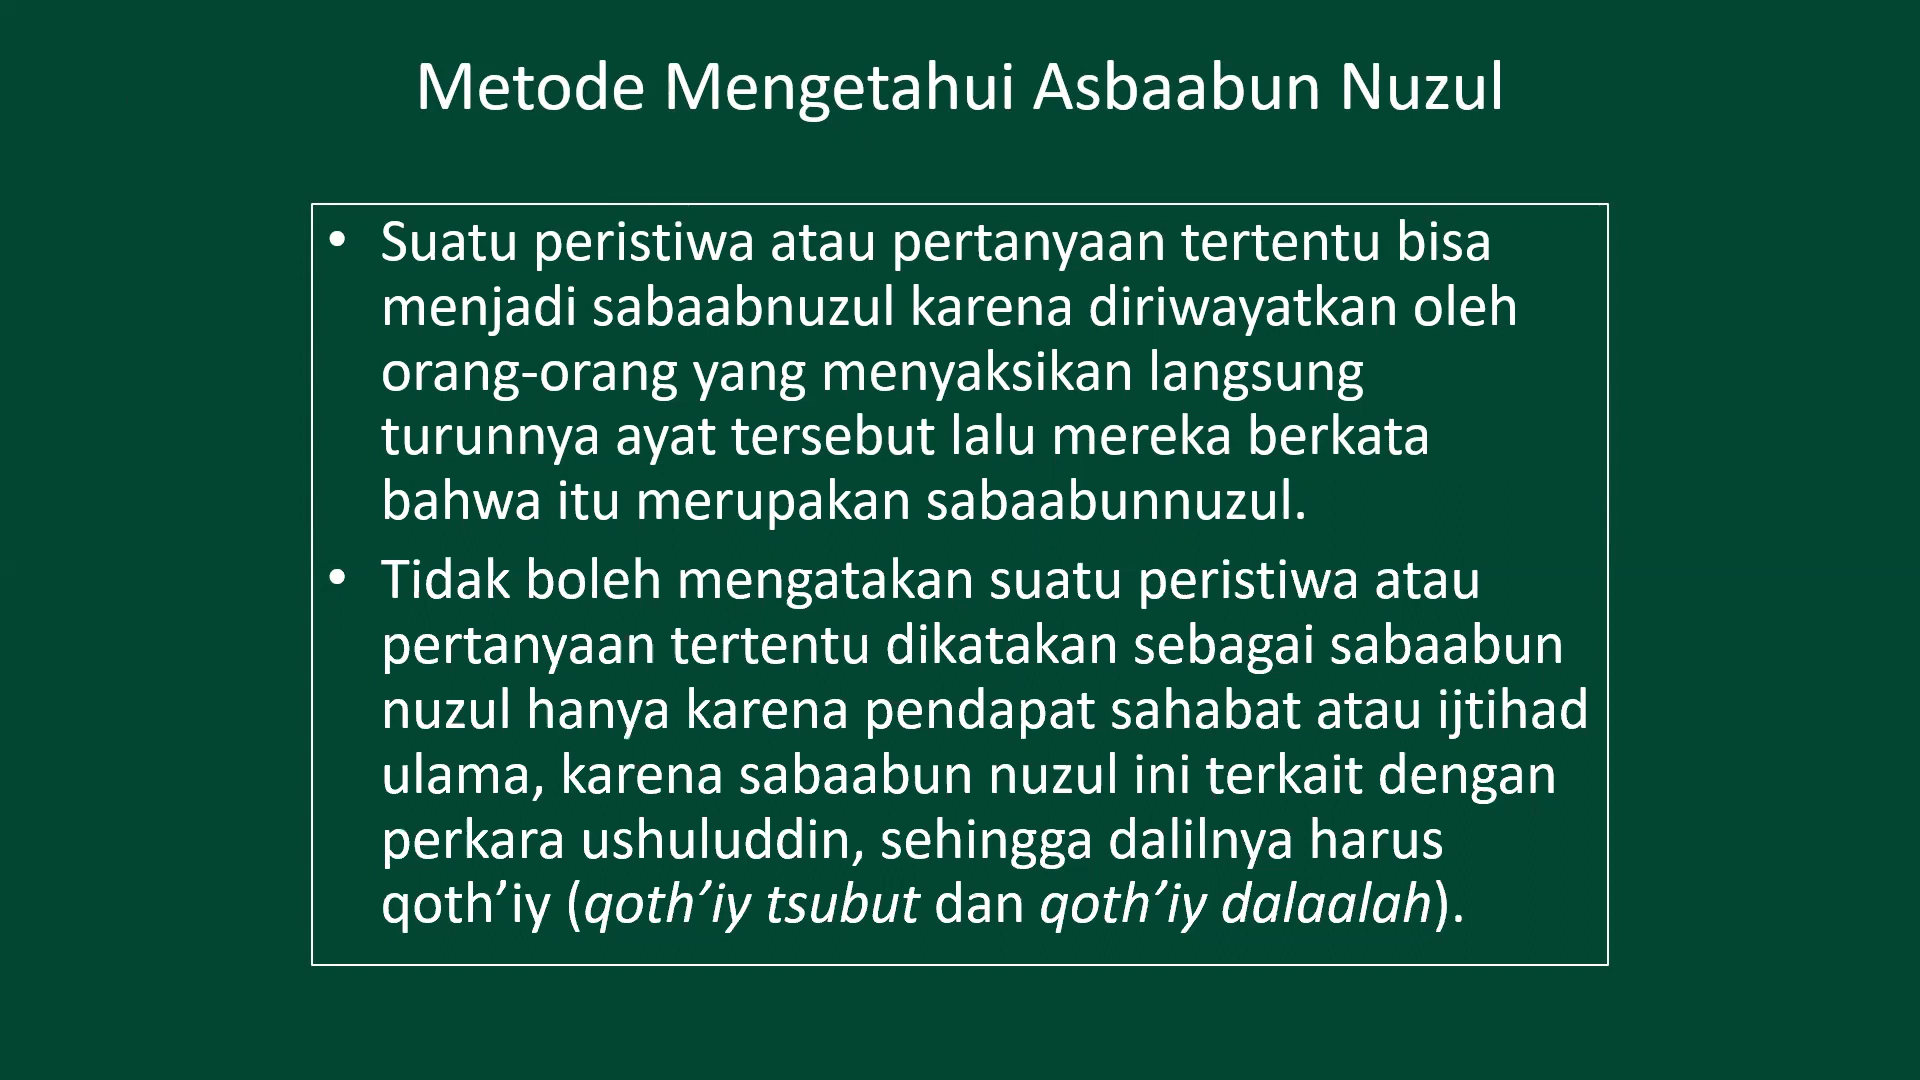 Metode Mengetahui Asbaabun Nuzul
• Suatu peristiwa atau pertanyaan tertentu bisa
menjadi sabaabnuzul karena diriwayatkan oleh
orang-orang yang menyaksikan langsung
turunnya ayat tersebut lalu mereka berkata
bahwa itu merupakan sabaabunnuzul.
• Tidak boleh mengatakan suatu peristiwa atau
pertanyaan tertentu dikatakan sebagai sabaabun
nuzul hanya karena pendapat sahabat atau ijtihad
ulama, karena sabaabun nuzul ini terkait dengan
perkara ushuluddin, sehingga dalilnya harus
qoth’iy (qoth’iy tsubut dan qoth’iy dalaalah).